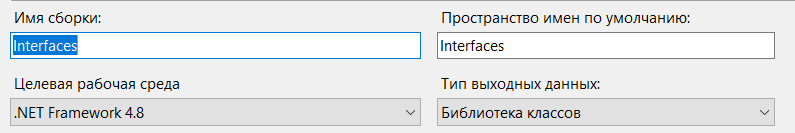 Имя сборки:
Пространство имен по умолчанию:
Interfaces
Interfaces
Целевая рабочая среда
Тип выходных данных:
.NET Framework 4.8
Библиотека классов